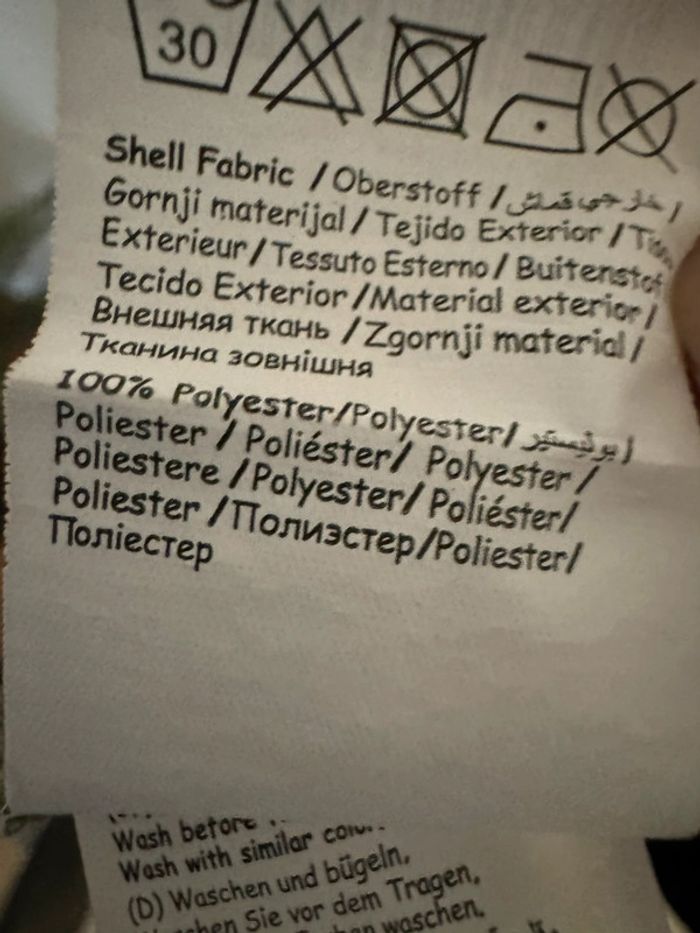 30
Shell Fabric / Oberstoff / خارجي قماش /
Gornji materijal / Tejido Exterior /
Exterieur / Tessuto Esterno / Buitenstof
Tecido Exterior / Material exterior /
Внешняя ткань / Zgornji material /
Тканина зовнішня
100% Polyester/Polyester/ بوليستير /
Poliester / Poliéster/ Polyester /
Poliestere /Polyester/ Poliéster/
Poliester /Полиэстер/Poliester/
Поліестер
Wash before
Wash with similar
(D) Waschen und bügeln,
Sie vor dem Tragen,
waschen.